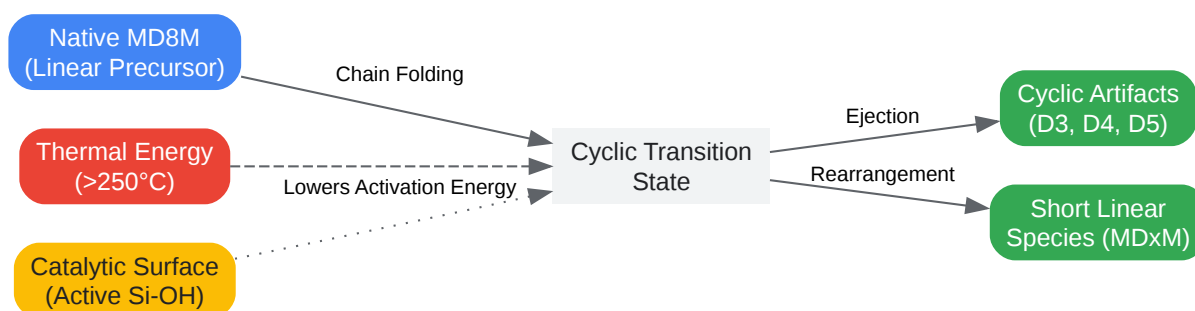 Native MD8M
(Linear Precursor)
Chain Folding
Thermal Energy
(>250°C)
Lowers Activation Energy
Catalytic Surface
(Active Si-OH)
Cyclic Transition
State
Ejection
Rearrangement
Cyclic Artifacts
(D3, D4, D5)
Short Linear
Species (MDxM)